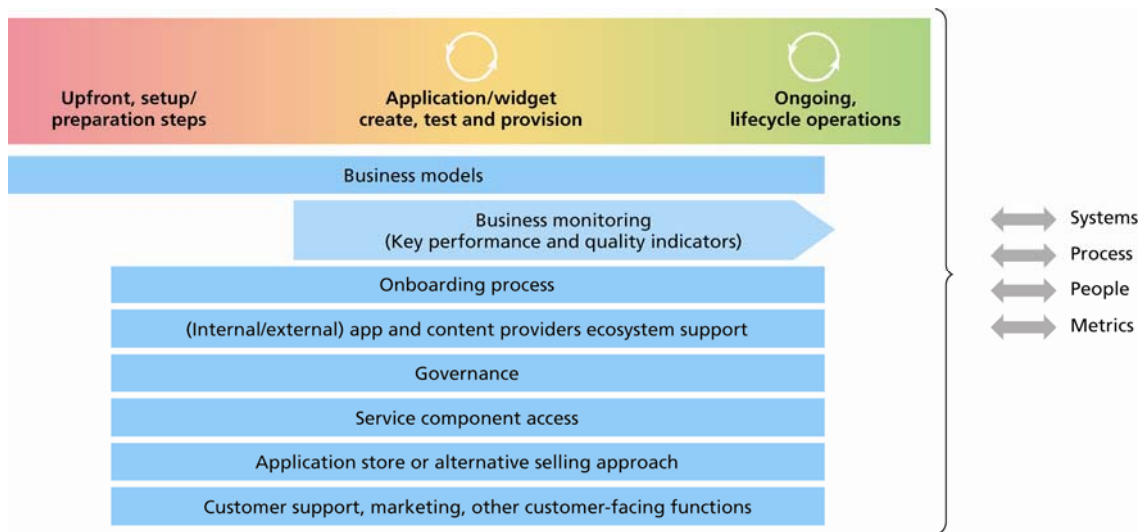 Upfront, setup/
preparation steps
Application/widget
create, test and provision
Ongoing,
lifecycle operations
Business models
Business monitoring
(Key performance and quality indicators)
Onboarding process
(Internal/external) app and content providers ecosystem support
Governance
Service component access
Application store or alternative selling approach
Customer support, marketing, other customer-facing functions
Systems
Process
People
Metrics